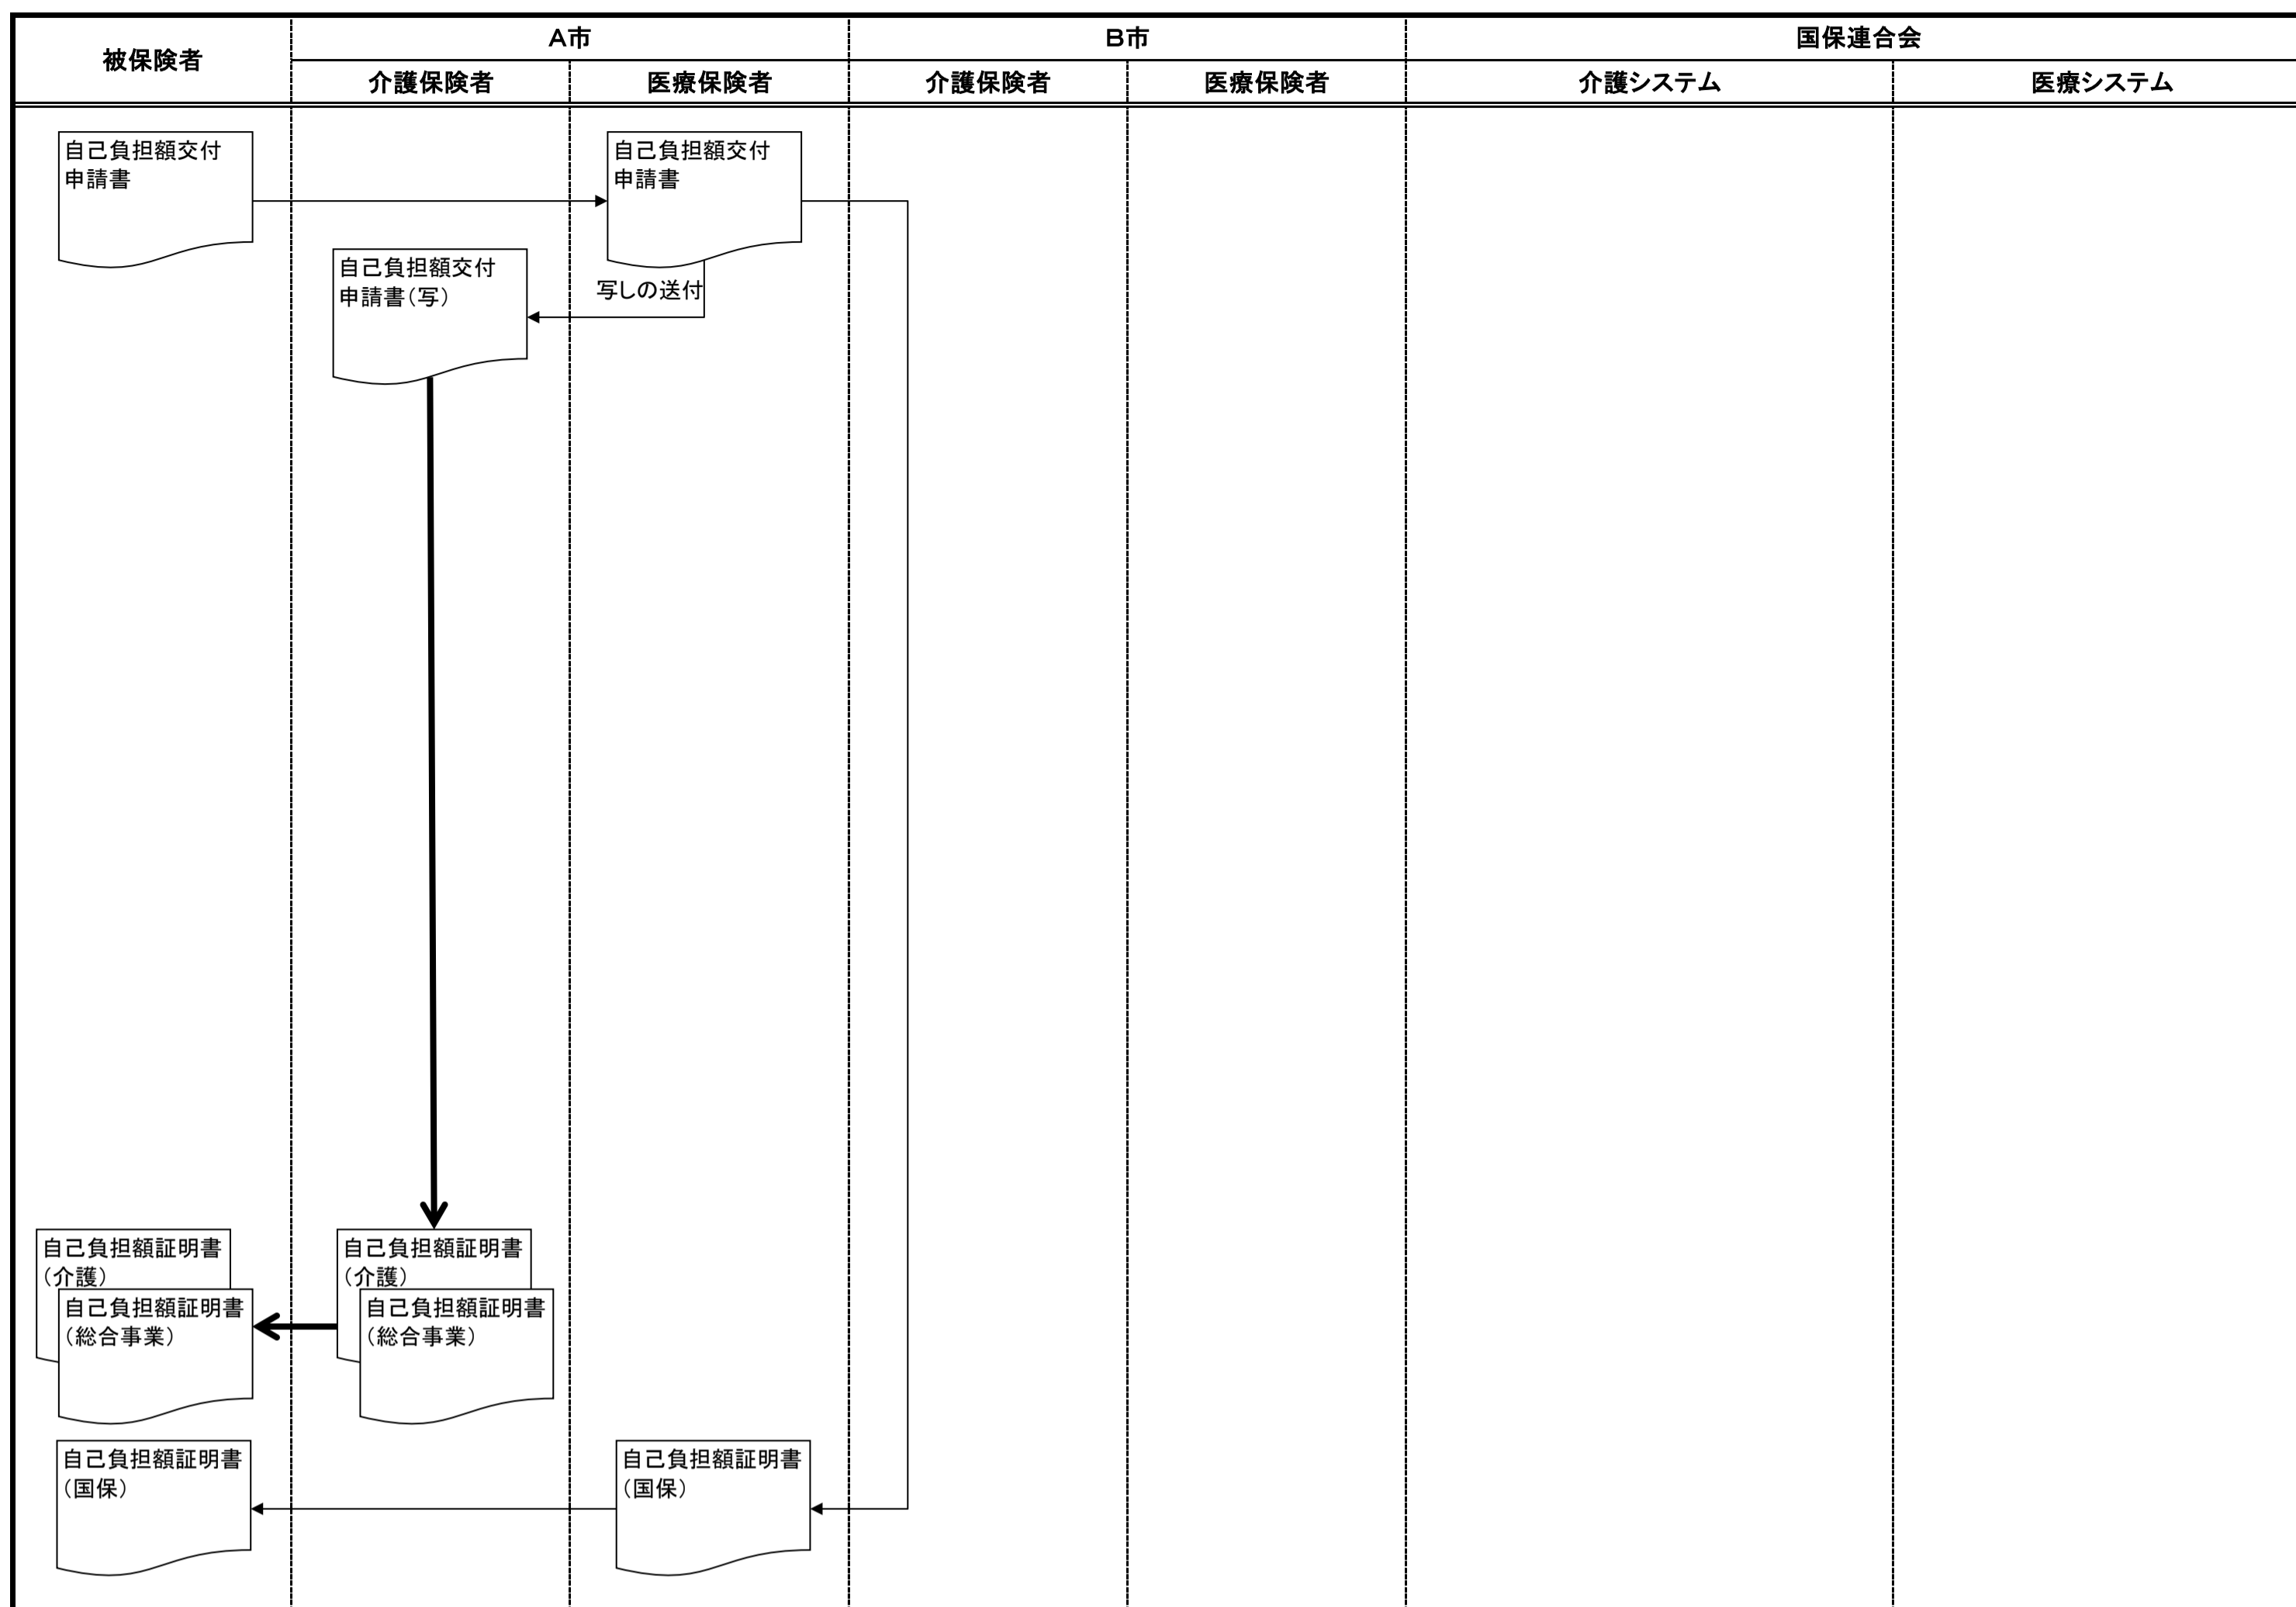 被保険者
A市
B市
国保連合会
介護保険者
医療保険者
介護保険者
医療保険者
介護システム
医療システム
自己負担額交付
申請書
自己負担額交付
申請書
自己負担額交付
申請書(写)
写しの送付
自己負担額証明書
(介護)
自己負担額証明書
(総合事業)
自己負担額証明書
(介護)
自己負担額証明書
(総合事業)
自己負担額証明書
(国保)
自己負担額証明書
(国保)